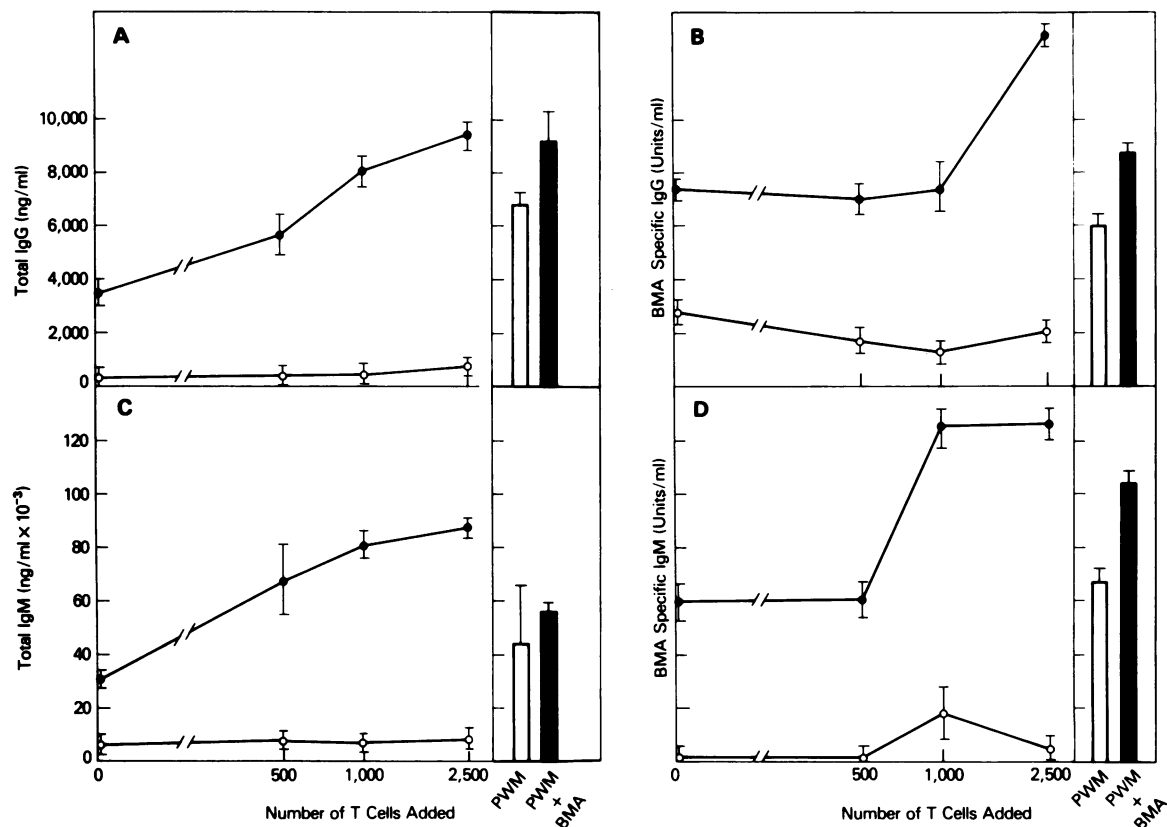 A
Total IgG (ng/ml)
10,000
8,000
6,000
4,000
2,000
0
B
BMA Specific IgG (Units/ml)
C
Total IgM (ng/ml x 10⁻³)
120
100
80
60
40
20
0
0
500
1,000
2,500
Number of T Cells Added
PWM
PWM
+
BMA
D
BMA Specific IgM (Units/ml)
0
500
1,000
2,500
Number of T Cells Added
PWM
PWM
+
BMA